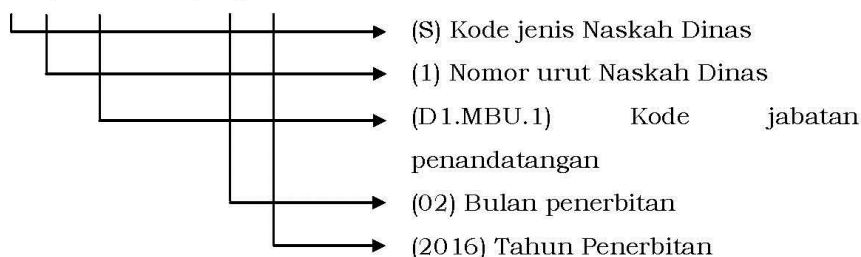 (S) Kode jenis Naskah Dinas
(1) Nomor urut Naskah Dinas
(D1.MBU.1) Kode jabatan
penandatangan
(02) Bulan penerbitan
(2016) Tahun Penerbitan